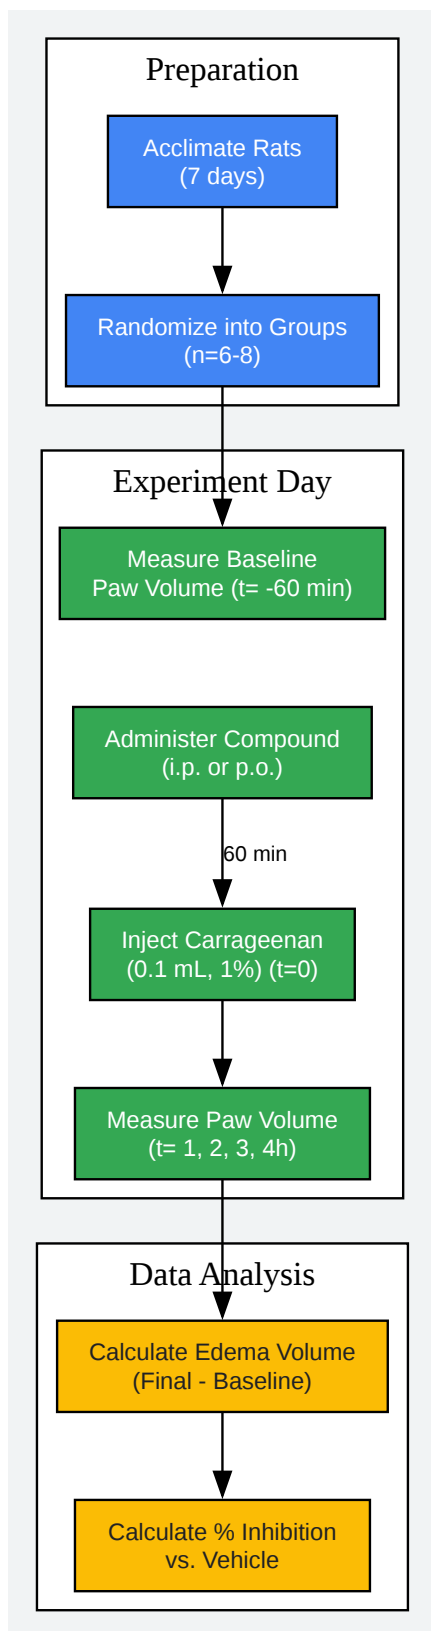 Preparation
Acclimate Rats
(7 days)
Randomize into Groups
(n=6-8)
Experiment Day
Measure Baseline
Paw Volume (t= -60 min)
Administer Compound
(i.p. or p.o.)
60 min
Inject Carrageenan
(0.1 mL, 1%) (t=0)
Measure Paw Volume
(t= 1, 2, 3, 4h)
Data Analysis
Calculate Edema Volume
(Final - Baseline)
Calculate % Inhibition
vs. Vehicle